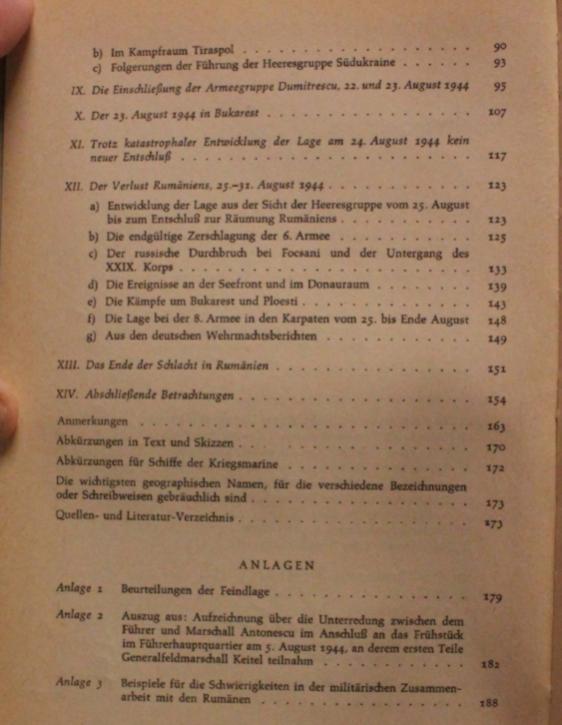 b) Im Kampfraum Tiraspol . . . . . . . . . . . . . . . . . . . 90
c) Folgerungen der Führung der Heeresgruppe Südukraine . . . . . . 93
IX. Die Einschließung der Armeegruppe Dumitrescu, 22. und 23. August 1944 95
X. Der 23. August 1944 in Bukarest . . . . . . . . . . . . . . . . . 107
XI. Trotz katastrophaler Entwicklung der Lage am 24. August 1944 kein
neuer Entschluß . . . . . . . . . . . . . . . . . . . . . . . . 117
XII. Der Verlust Rumäniens, 25.–31. August 1944 . . . . . . . . . . . . 123
a) Entwicklung der Lage aus der Sicht der Heeresgruppe vom 25. August
bis zum Entschluß zur Räumung Rumäniens . . . . . . . . . . . 123
b) Die endgültige Zerschlagung der 6. Armee . . . . . . . . . . . 125
c) Der russische Durchbruch bei Focsani und der Untergang des
XXIX. Korps . . . . . . . . . . . . . . . . . . . . . . . . 133
d) Die Ereignisse an der Seefront und im Donauraum . . . . . . . . 139
e) Die Kämpfe um Bukarest und Ploesti . . . . . . . . . . . . . . 143
f) Die Lage bei der 8. Armee in den Karpaten vom 25. bis Ende August 148
g) Aus den deutschen Wehrmachtsberichten . . . . . . . . . . . . 149
XIII. Das Ende der Schlacht in Rumänien . . . . . . . . . . . . . . . . 151
XIV. Abschließende Betrachtungen . . . . . . . . . . . . . . . . . . . 154
Anmerkungen . . . . . . . . . . . . . . . . . . . . . . . . . . . 163
Abkürzungen in Text und Skizzen . . . . . . . . . . . . . . . . . . . 170
Abkürzungen für Schiffe der Kriegsmarine . . . . . . . . . . . . . . . 172
Die wichtigsten geographischen Namen, für die verschiedene Bezeichnungen
oder Schreibweisen gebräuchlich sind . . . . . . . . . . . . . . . . . 173
Quellen- und Literatur-Verzeichnis . . . . . . . . . . . . . . . . . . 173
ANLAGEN
Anlage 1 Beurteilungen der Feindlage . . . . . . . . . . . . . . . . 179
Anlage 2 Auszug aus: Aufzeichnung über die Unterredung zwischen dem
Führer und Marschall Antonescu im Anschluß an das Frühstück
im Führerhauptquartier am 5. August 1944, an derem ersten Teile
Generalfeldmarschall Keitel teilnahm . . . . . . . . . . . . 182
Anlage 3 Beispiele für die Schwierigkeiten in der militärischen Zusammen-
arbeit mit den Rumänen . . . . . . . . . . . . . . . . . . 188